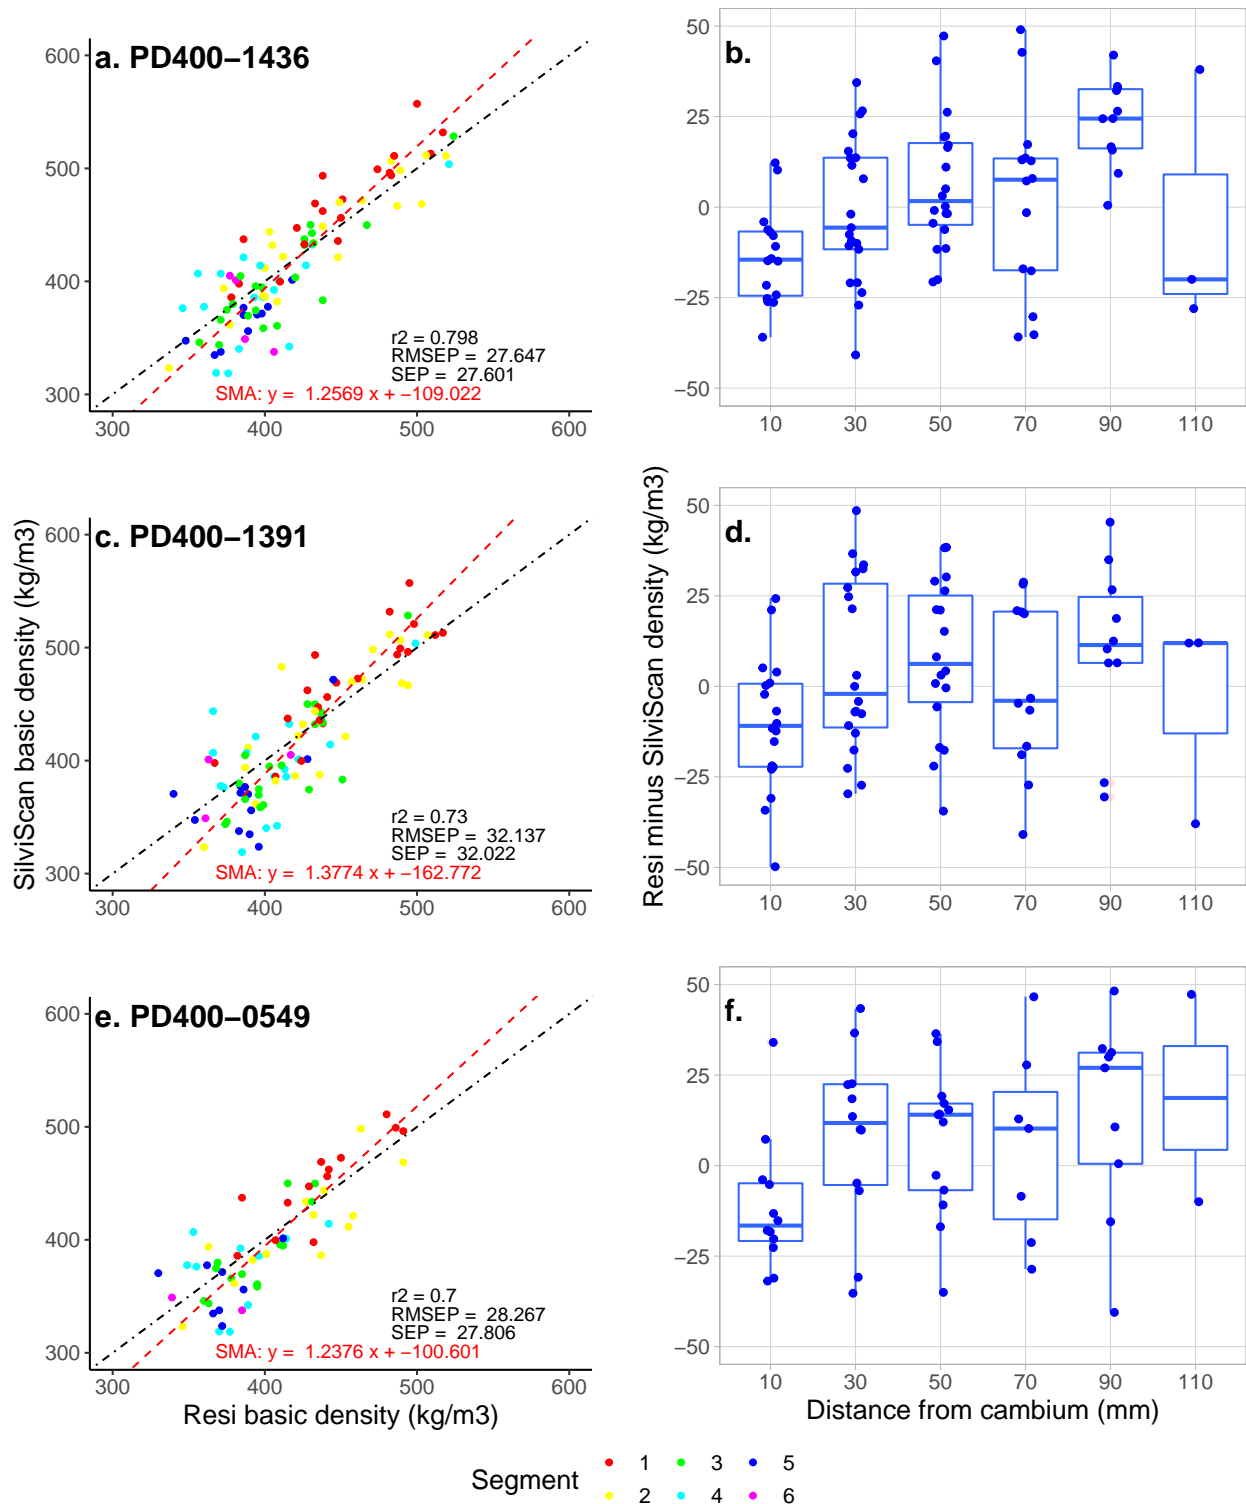 a. PD400−1436
600
500
400
300
r2 = 0.798
RMSEP = 27.647
SEP = 27.601
SMA: y = 1.2569 x + −109.022
300 400 500 600
b.
50
25
0
−25
−50
10 30 50 70 90 110
SilviScan basic density (kg/m3)
c. PD400−1391
600
500
400
300
r2 = 0.73
RMSEP = 32.137
SEP = 32.022
SMA: y = 1.3774 x + −162.772
300 400 500 600
Resi minus SilviScan density (kg/m3)
d.
50
25
0
−25
−50
10 30 50 70 90 110
e. PD400−0549
600
500
400
300
r2 = 0.7
RMSEP = 28.267
SEP = 27.806
SMA: y = 1.2376 x + −100.601
300 400 500 600
Resi basic density (kg/m3)
f.
50
25
0
−25
−50
10 30 50 70 90 110
Distance from cambium (mm)
Segment
1 3 5
2 4 6